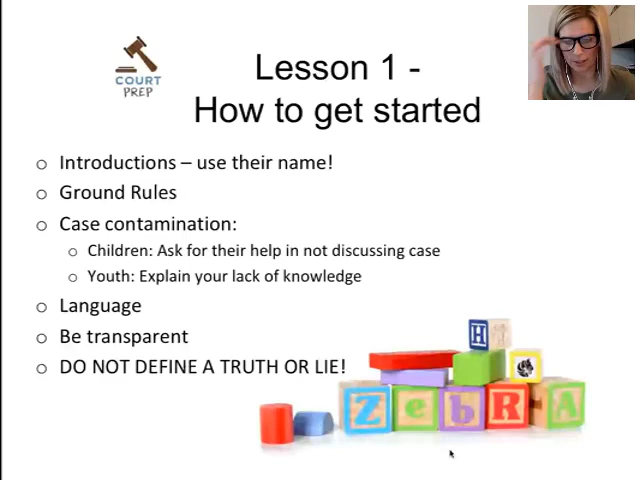 COURT
PREP
Lesson 1 -
How to get started
o Introductions – use their name!
o Ground Rules
o Case contamination:
o Children: Ask for their help in not discussing case
o Youth: Explain your lack of knowledge
o Language
o Be transparent
o DO NOT DEFINE A TRUTH OR LIE!
H
Z e b R A